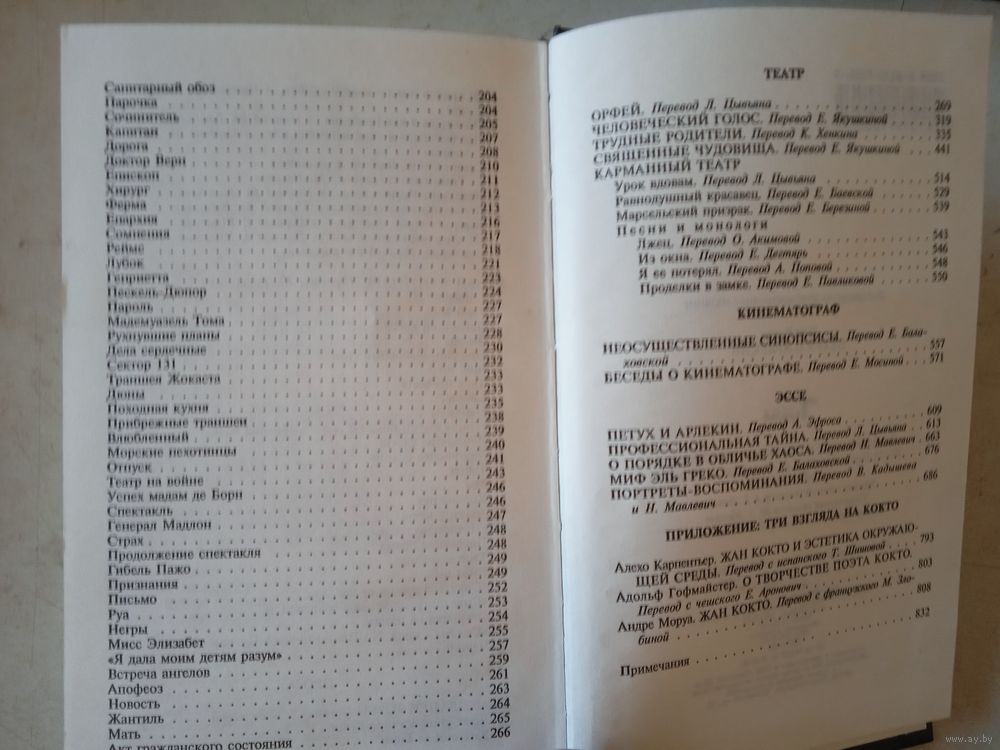 Санитарный обоз . . . 204
Парочка . . . 204
Сочинитель . . . 205
Капитан . . . 207
Дорога . . . 208
Доктор Верн . . . 210
Епископ . . . 211
Хирург . . . 212
Ферма . . . 213
Епархия . . . 216
Сомнения . . . 217
Реймс . . . 218
Лубок . . . 221
Генриетта . . . 223
Пескель-Дюпор . . . 224
Пароль . . . 227
Мадемуазель Тома . . . 227
Рухнувшие планы . . . 228
Дела сердечные . . . 230
Сектор 131 . . . 232
Траншея Жокаста . . . 233
Дюны . . . 233
Походная кухня . . . 235
Прибрежные траншеи . . . 238
Влюбленный . . . 239
Морские пехотинцы . . . 240
Отпуск . . . 241
Театр на войне . . . 243
Успех мадам де Борн . . . 246
Спектакль . . . 246
Генерал Мадлон . . . 247
Страх . . . 248
Продолжение спектакля . . . 248
Гибель Пажо . . . 249
Признания . . . 249
Письмо . . . 252
Руа . . . 253
Негры . . . 254
Мисс Элизабет . . . 255
«Я дала моим детям разум» . . . 257
Встреча ангелов . . . 259
Апофеоз . . . 261
Новость . . . 263
Жантиль . . . 264
Мать . . . 265
Акт гражданского состояния . . . 266
ТЕАТР
ОРФЕЙ. Перевод Л. Цывьяна . . . 269
ЧЕЛОВЕЧЕСКИЙ ГОЛОС. Перевод Е. Якушкиной . . . 319
ТРУДНЫЕ РОДИТЕЛИ. Перевод К. Хенкина . . . 335
СВЯЩЕННЫЕ ЧУДОВИЩА. Перевод Е. Якушкиной . . . 441
КАРМАННЫЙ ТЕАТР
Урок вдовам. Перевод Л. Цывьяна . . . 514
Равнодушный красавец. Перевод Е. Баевской . . . 529
Марсельский призрак. Перевод Е. Березиной . . . 539
Песни и монологи
Лжец. Перевод О. Акимовой . . . 543
Из окна. Перевод Е. Дегтярь . . . 546
Я ее потерял. Перевод А. Поповой . . . 548
Проделки в замке. Перевод Е. Павликовой . . . 550
КИНЕМАТОГРАФ
НЕОСУЩЕСТВЛЕННЫЕ СИНОПСИСЫ. Перевод Е. Бала-
ховской . . . 557
БЕСЕДЫ О КИНЕМАТОГРАФЕ. Перевод Е. Мосиной . . . 571
ЭССЕ
ПЕТУХ И АРЛЕКИН. Перевод А. Эфроса . . . 609
ПРОФЕССИОНАЛЬНАЯ ТАЙНА. Перевод Л. Цывьяна . . . 613
О ПОРЯДКЕ В ОБЛИЧЬЕ ХАОСА. Перевод Н. Мавлевич . 663
МИФ ЭЛЬ ГРЕКО. Перевод Е. Балаховской . . . 676
ПОРТРЕТЫ-ВОСПОМИНАНИЯ. Перевод В. Кадышева
и Н. Мавлевич . . . 686
ПРИЛОЖЕНИЕ: ТРИ ВЗГЛЯДА НА КОКТО
Алехо Карпентьер. ЖАН КОКТО И ЭСТЕТИКА ОКРУЖАЮ-
ЩЕЙ СРЕДЫ. Перевод с испанского Т. Шишовой . . . 793
Адольф Гофмайстер. О ТВОРЧЕСТВЕ ПОЭТА КОКТО.
Перевод с чешского Е. Аронович . . . 803
Андре Моруа. ЖАН КОКТО. Перевод с французского М. Зло-
биной . . . 808
Примечания . . . 832
www.ay.by